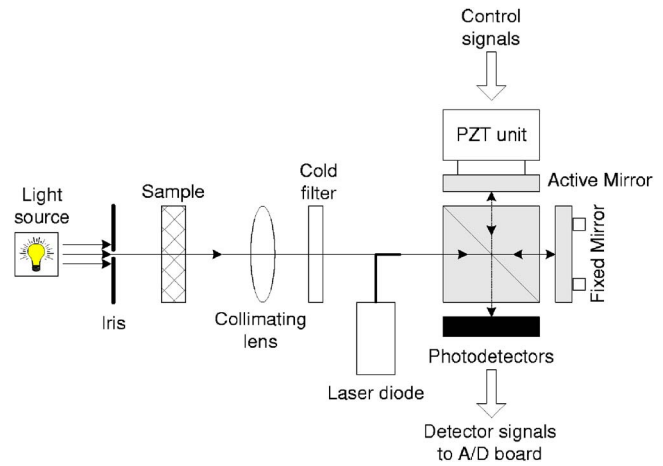 Control
signals
PZT unit
Active Mirror
Fixed Mirror
Cold
filter
Sample
Light
source
Iris
Collimating
lens
Laser diode
Photodetectors
Detector signals
to A/D board